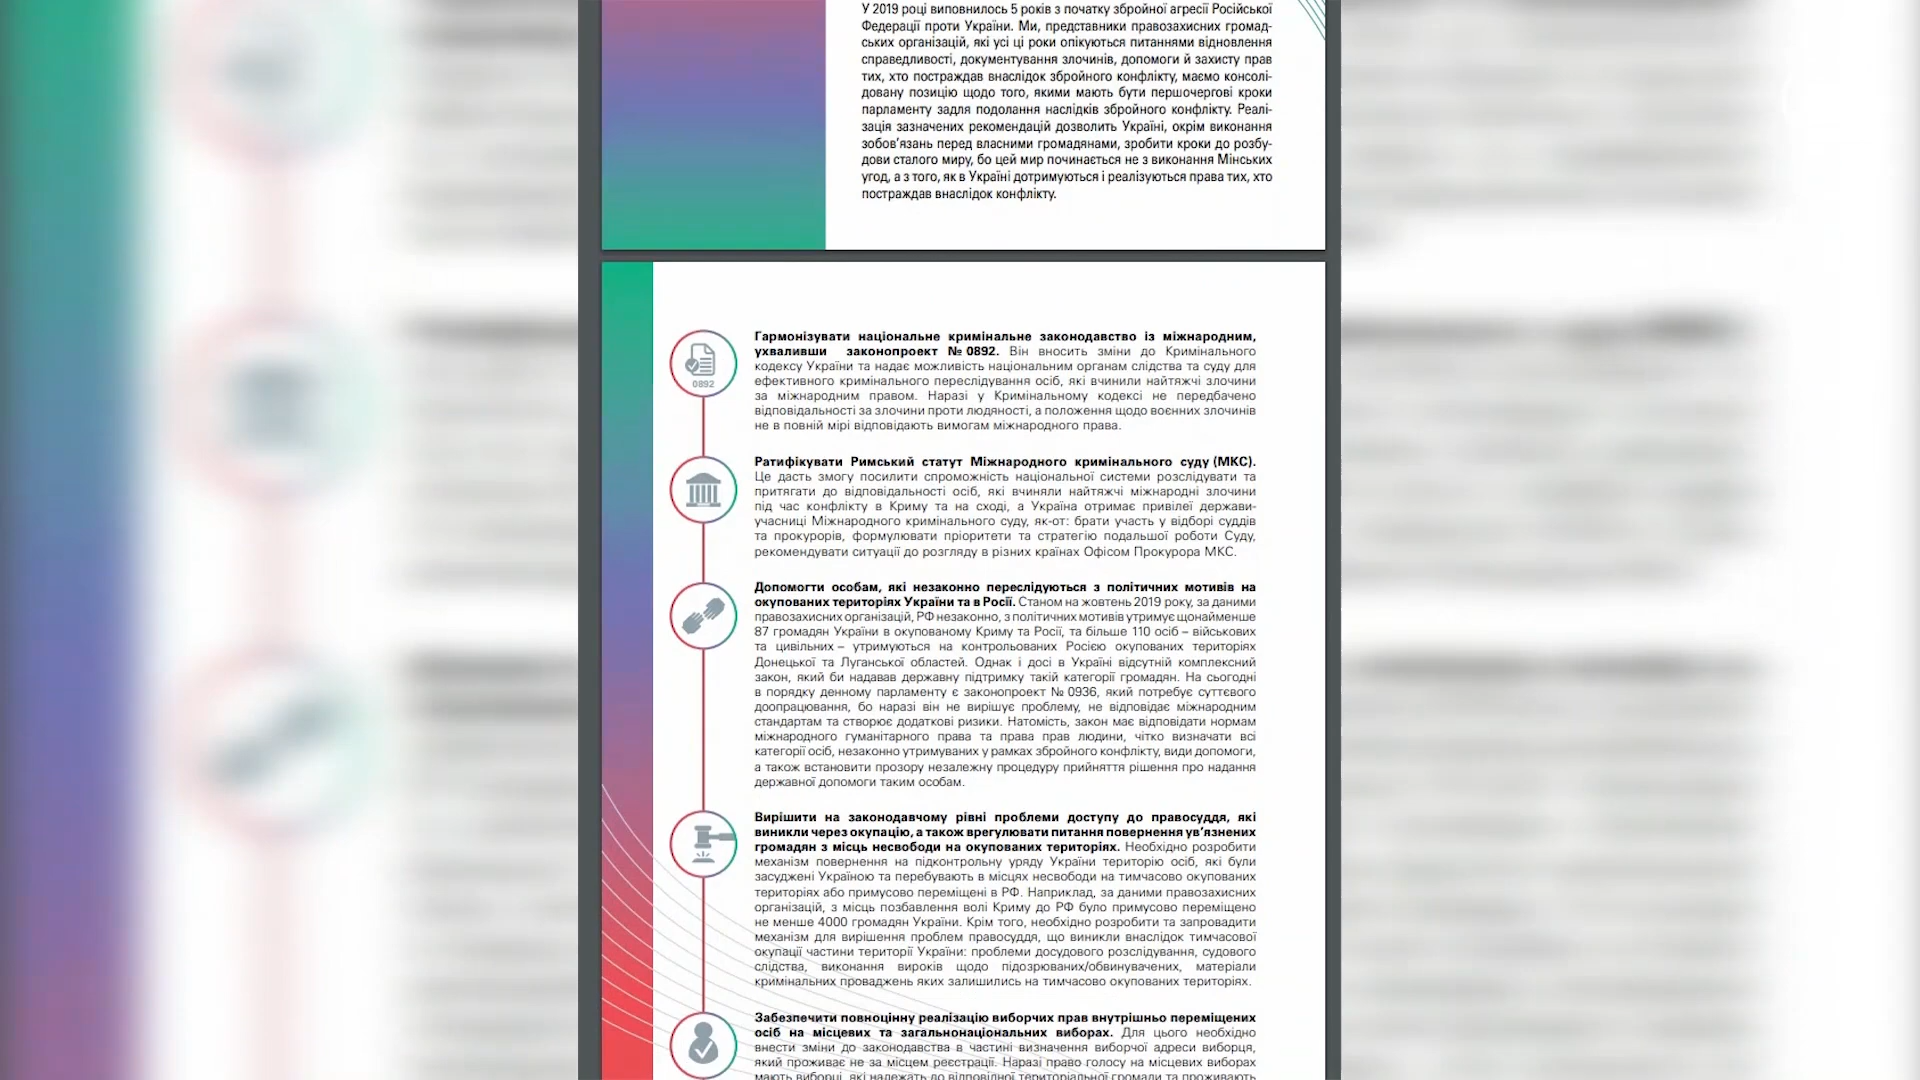 У 2019 році виповнилось 5 років з початку збройної агресії Російської
Федерації проти України. Ми, представники правозахисних громад-
ських організацій, які усі ці роки опікуються питаннями відновлення
справедливості, документування злочинів, допомоги й захисту прав
тих, хто постраждав внаслідок збройного конфлікту, маємо консолі-
довану позицію щодо того, якими мають бути першочергові кроки
парламенту задля подолання наслідків збройного конфлікту. Реалі-
зація зазначених рекомендацій дозволить Україні, окрім виконання
зобов’язань перед власними громадянами, зробити кроки до розбу-
дови сталого миру, бо цей мир починається не з виконання Мінських
угод, а з того, як в Україні дотримуються і реалізуються права тих, хто
постраждав внаслідок конфлікту.
0892
Гармонізувати національне кримінальне законодавство із міжнародним,
ухваливши законопроект № 0892. Він вносить зміни до Кримінального
кодексу України та надає можливість національним органам слідства та суду для
ефективного кримінального переслідування осіб, які вчинили найтяжчі злочини
за міжнародним правом. Наразі у Кримінальному кодексі не передбачено
відповідальності за злочини проти людяності, а положення щодо воєнних злочинів
не в повній мірі відповідають вимогам міжнародного права.
Ратифікувати Римський статут Міжнародного кримінального суду (МКС).
Це дасть змогу посилити спроможність національної системи розслідувати та
притягати до відповідальності осіб, які вчиняли найтяжчі міжнародні злочини
під час конфлікту в Криму та на сході, а Україна отримає привілеї держави-
учасниці Міжнародного кримінального суду, як-от: брати участь у відборі суддів
та прокурорів, формулювати пріоритети та стратегію подальшої роботи Суду,
рекомендувати ситуації до розгляду в різних країнах Офісом Прокурора МКС.
Допомогти особам, які незаконно переслідуються з політичних мотивів на
окупованих територіях України та в Росії. Станом на жовтень 2019 року, за даними
правозахисних організацій, РФ незаконно, з політичних мотивів утримує щонайменше
87 громадян України в окупованому Криму та Росії, та більше 110 осіб – військових
та цивільних – утримуються на контрольованих Росією окупованих територіях
Донецької та Луганської областей. Однак і досі в Україні відсутній комплексний
закон, який би надавав державну підтримку такій категорії громадян. На сьогодні
в порядку денному парламенту є законопроект № 0936, який потребує суттєвого
доопрацювання, бо наразі він не вирішує проблему, не відповідає міжнародним
стандартам та створює додаткові ризики. Натомість, закон має відповідати нормам
міжнародного гуманітарного права та права прав людини, чітко визначати всі
категорії осіб, незаконно утримуваних у рамках збройного конфлікту, види допомоги,
а також встановити прозору незалежну процедуру прийняття рішення про надання
державної допомоги таким особам.
Вирішити на законодавчому рівні проблеми доступу до правосуддя, які
виникли через окупацію, а також врегулювати питання повернення ув’язнених
громадян з місць несвободи на окупованих територіях. Необхідно розробити
механізм повернення на підконтрольну уряду України територію осіб, які були
засуджені Україною та перебувають в місцях несвободи на тимчасово окупованих
територіях або примусово переміщені в РФ. Наприклад, за даними правозахисних
організацій, з місць позбавлення волі Криму до РФ було примусово переміщено
не менше 4000 громадян України. Крім того, необхідно розробити та запровадити
механізм для вирішення проблем правосуддя, що виникли внаслідок тимчасової
окупації частини території України: проблеми досудового розслідування, судового
слідства, виконання вироків щодо підозрюваних/обвинувачених, матеріали
кримінальних проваджень яких залишились на тимчасово окупованих територіях.
Забезпечити повноцінну реалізацію виборчих прав внутрішньо переміщених
осіб на місцевих та загальнонаціональних виборах. Для цього необхідно
внести зміни до законодавства в частині визначення виборчої адреси виборця,
який проживає не за місцем реєстрації. Наразі право голосу на місцевих виборах
мають виборці, які належать до відповідної територіальної громади та проживають